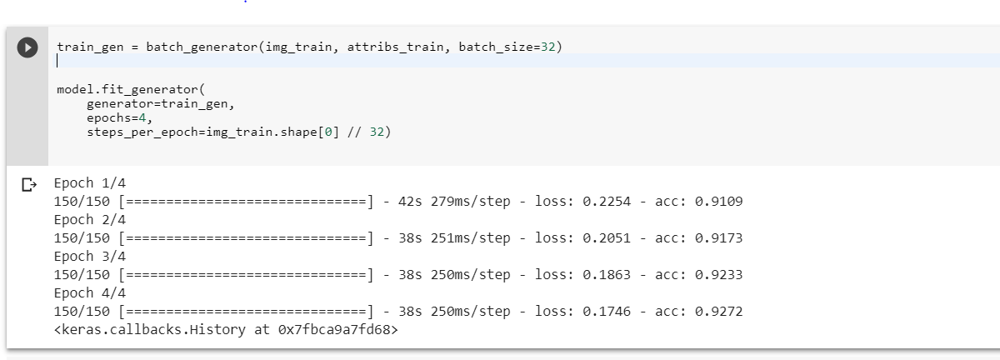 train_gen = batch_generator(img_train, attribs_train, batch_size=32)
model.fit_generator(
    generator=train_gen,
    epochs=4,
    steps_per_epoch=img_train.shape[0] // 32)
Epoch 1/4
150/150 [==============================] - 42s 279ms/step - loss: 0.2254 - acc: 0.9109
Epoch 2/4
150/150 [==============================] - 38s 251ms/step - loss: 0.2051 - acc: 0.9173
Epoch 3/4
150/150 [==============================] - 38s 250ms/step - loss: 0.1863 - acc: 0.9233
Epoch 4/4
150/150 [==============================] - 38s 250ms/step - loss: 0.1746 - acc: 0.9272
<keras.callbacks.History at 0x7fbca9a7fd68>